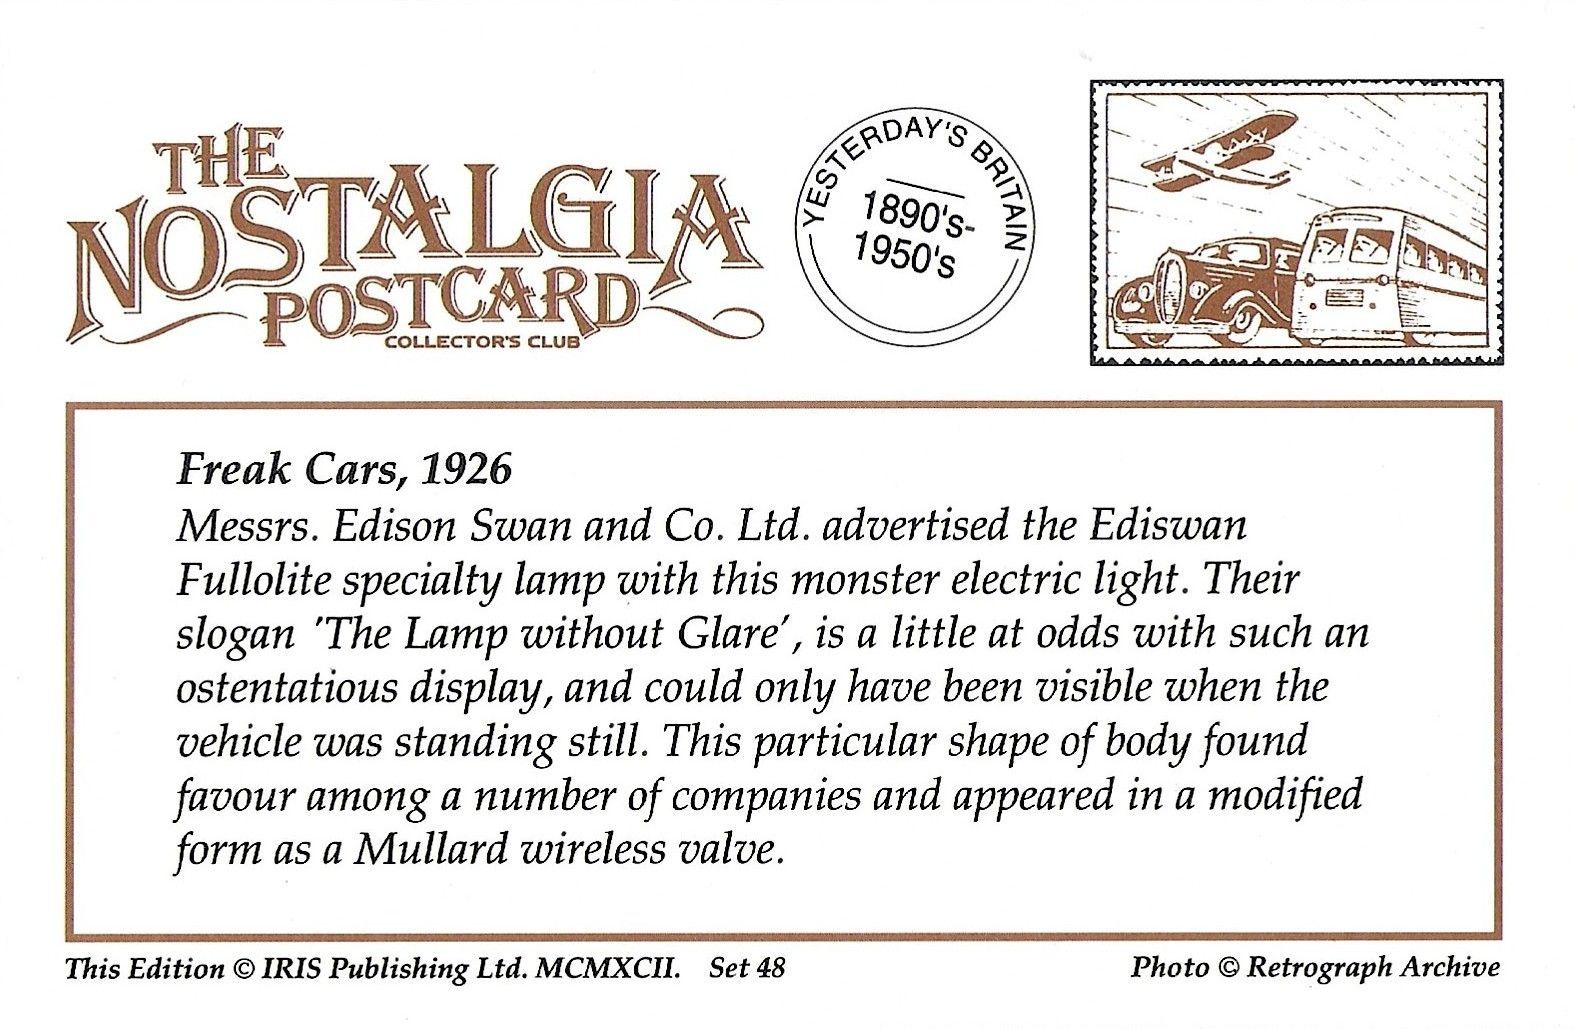 THE
NOSTALGIA
POSTCARD
COLLECTOR'S CLUB
YESTERDAY'S BRITAIN
1890's-
1950's
Freak Cars, 1926
Messrs. Edison Swan and Co. Ltd. advertised the Ediswan
Fullolite specialty lamp with this monster electric light. Their
slogan 'The Lamp without Glare', is a little at odds with such an
ostentatious display, and could only have been visible when the
vehicle was standing still. This particular shape of body found
favour among a number of companies and appeared in a modified
form as a Mullard wireless valve.
This Edition © IRIS Publishing Ltd. MCMXCII. Set 48
Photo © Retrograph Archive